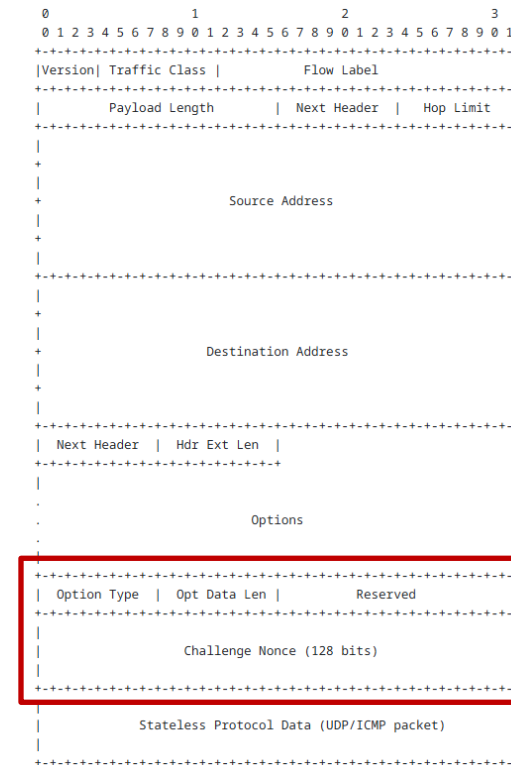 0 1 2 3
0 1 2 3 4 5 6 7 8 9 0 1 2 3 4 5 6 7 8 9 0 1 2 3 4 5 6 7 8 9 0 1
+-+-+-+-+-+-+-+-+-+-+-+-+-+-+-+-+-+-+-+-+-+-+-+-+-+-+-+-+-+-+-+-
|Version| Traffic Class | Flow Label
+-+-+-+-+-+-+-+-+-+-+-+-+-+-+-+-+-+-+-+-+-+-+-+-+-+-+-+-+-+-+-+-
| Payload Length | Next Header | Hop Limit
+-+-+-+-+-+-+-+-+-+-+-+-+-+-+-+-+-+-+-+-+-+-+-+-+-+-+-+-+-+-+-+-
|
+
|
+ Source Address
|
+
|
+-+-+-+-+-+-+-+-+-+-+-+-+-+-+-+-+-+-+-+-+-+-+-+-+-+-+-+-+-+-+-+-
|
+
|
+ Destination Address
|
+
|
+-+-+-+-+-+-+-+-+-+-+-+-+-+-+-+-+-+-+-+-+-+-+-+-+-+-+-+-+-+-+-+-
| Next Header | Hdr Ext Len |
+-+-+-+-+-+-+-+-+-+-+-+-+-+-+-+-+
|
.
. Options
.
|
+-+-+-+-+-+-+-+-+-+-+-+-+-+-+-+-+-+-+-+-+-+-+-+-+-+-+-+-+-+-+-+-
| Option Type | Opt Data Len | Reserved
+-+-+-+-+-+-+-+-+-+-+-+-+-+-+-+-+-+-+-+-+-+-+-+-+-+-+-+-+-+-+-+-
|
| Challenge Nonce (128 bits)
|
+-+-+-+-+-+-+-+-+-+-+-+-+-+-+-+-+-+-+-+-+-+-+-+-+-+-+-+-+-+-+-+-
|
| Stateless Protocol Data (UDP/ICMP packet)
|
+-+-+-+-+-+-+-+-+-+-+-+-+-+-+-+-+-+-+-+-+-+-+-+-+-+-+-+-+-+-+-+-